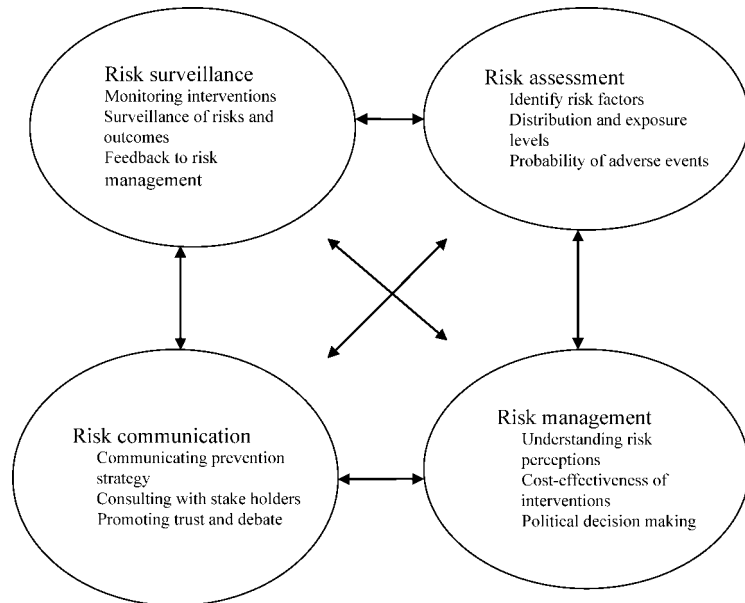 Risk surveillance
Monitoring interventions
Surveillance of risks and
outcomes
Feedback to risk
management
Risk assessment
Identify risk factors
Distribution and exposure
levels
Probability of adverse events
Risk communication
Communicating prevention
strategy
Consulting with stake holders
Promoting trust and debate
Risk management
Understanding risk
perceptions
Cost-effectiveness of
interventions
Political decision making